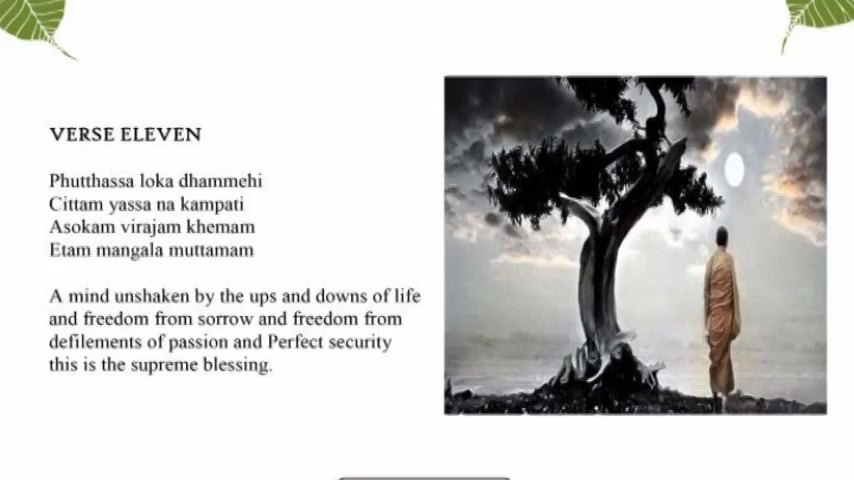 VERSE ELEVEN
Phutthassa loka dhammehi
Cittam yassa na kampati
Asokam virajam khemam
Etam mangala muttamam
A mind unshaken by the ups and downs of life
and freedom from sorrow and freedom from
defilements of passion and Perfect security
this is the supreme blessing.